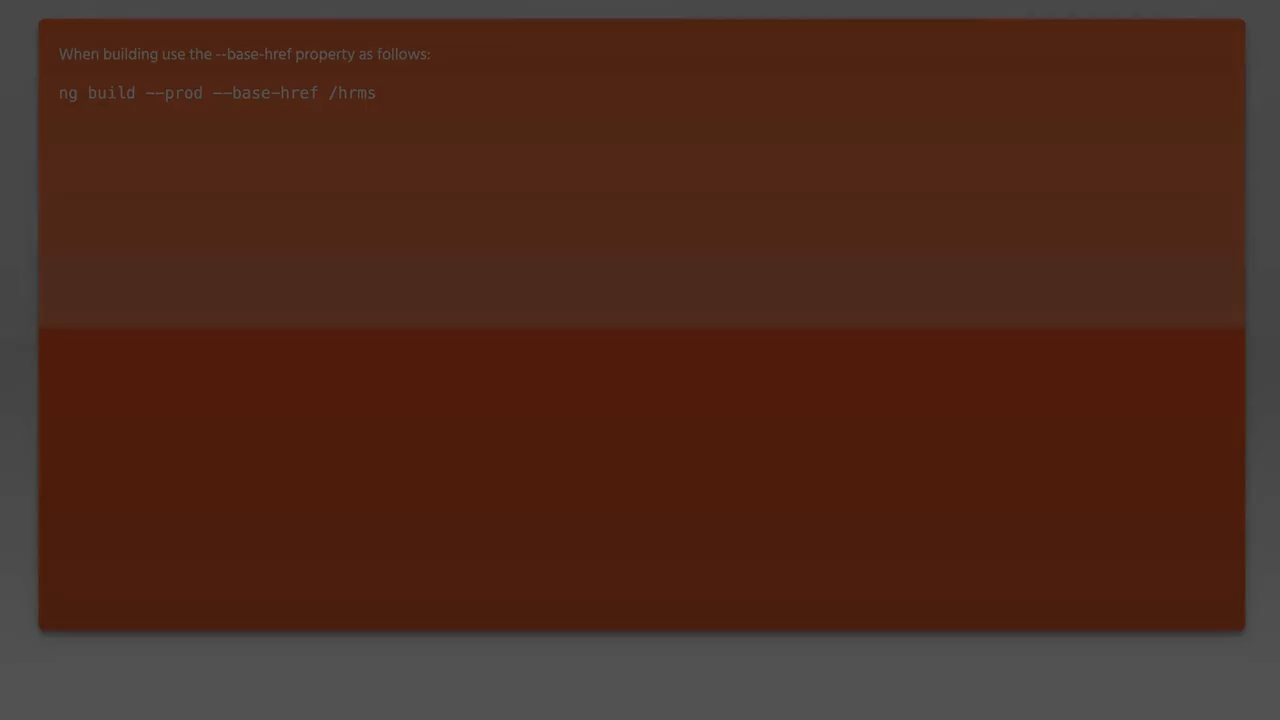 When building use the --base-href property as follows:
ng build --prod --base-href /hrms